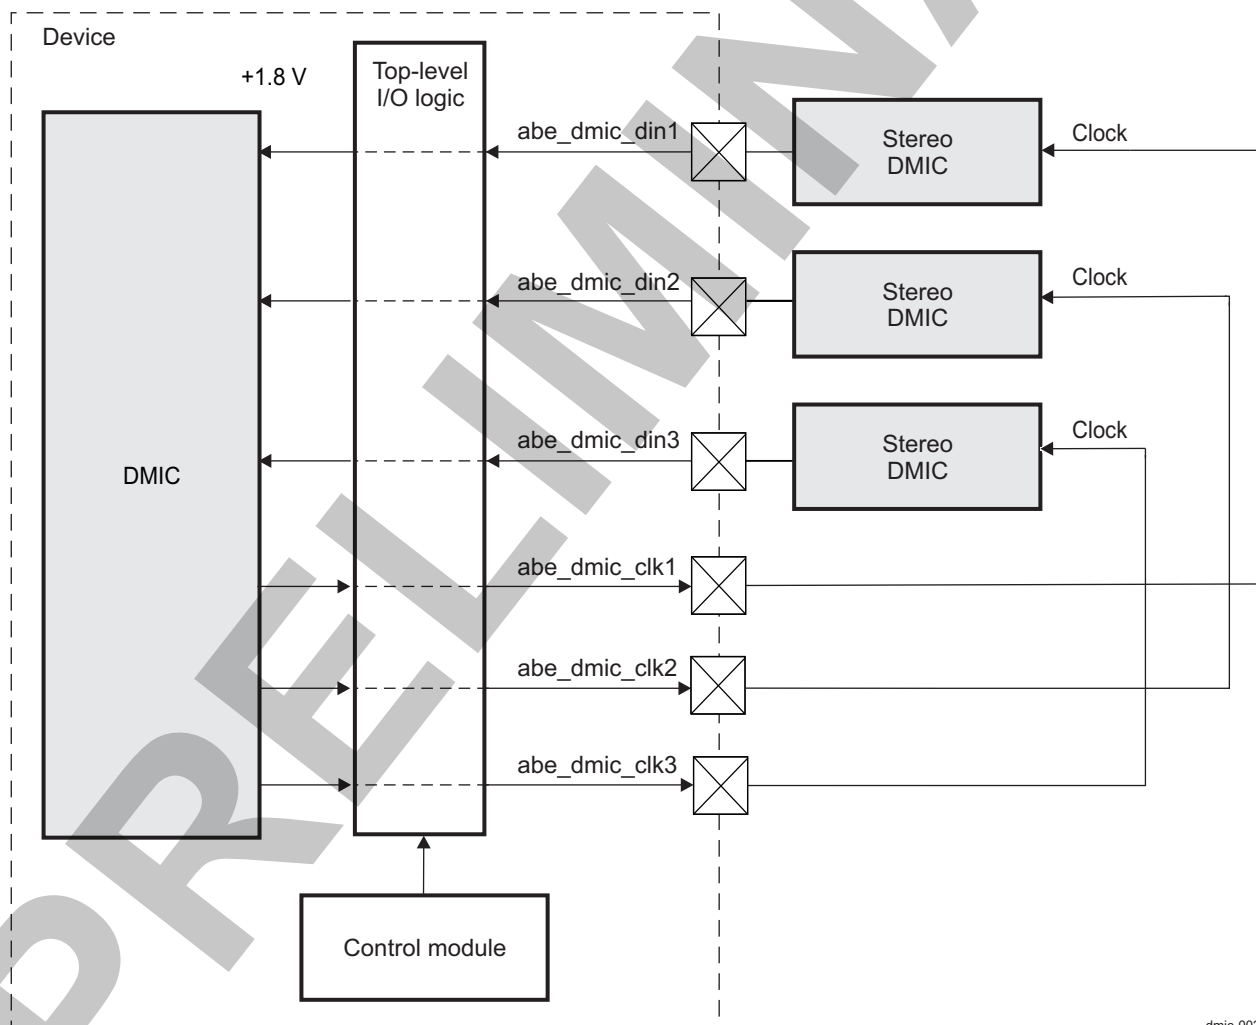 Device
+1.8 V
Top-level
I/O logic
abe_dmic_din1
Stereo
DMIC
Clock
abe_dmic_din2
Stereo
DMIC
Clock
abe_dmic_din3
Stereo
DMIC
Clock
DMIC
abe_dmic_clk1
abe_dmic_clk2
abe_dmic_clk3
Control module